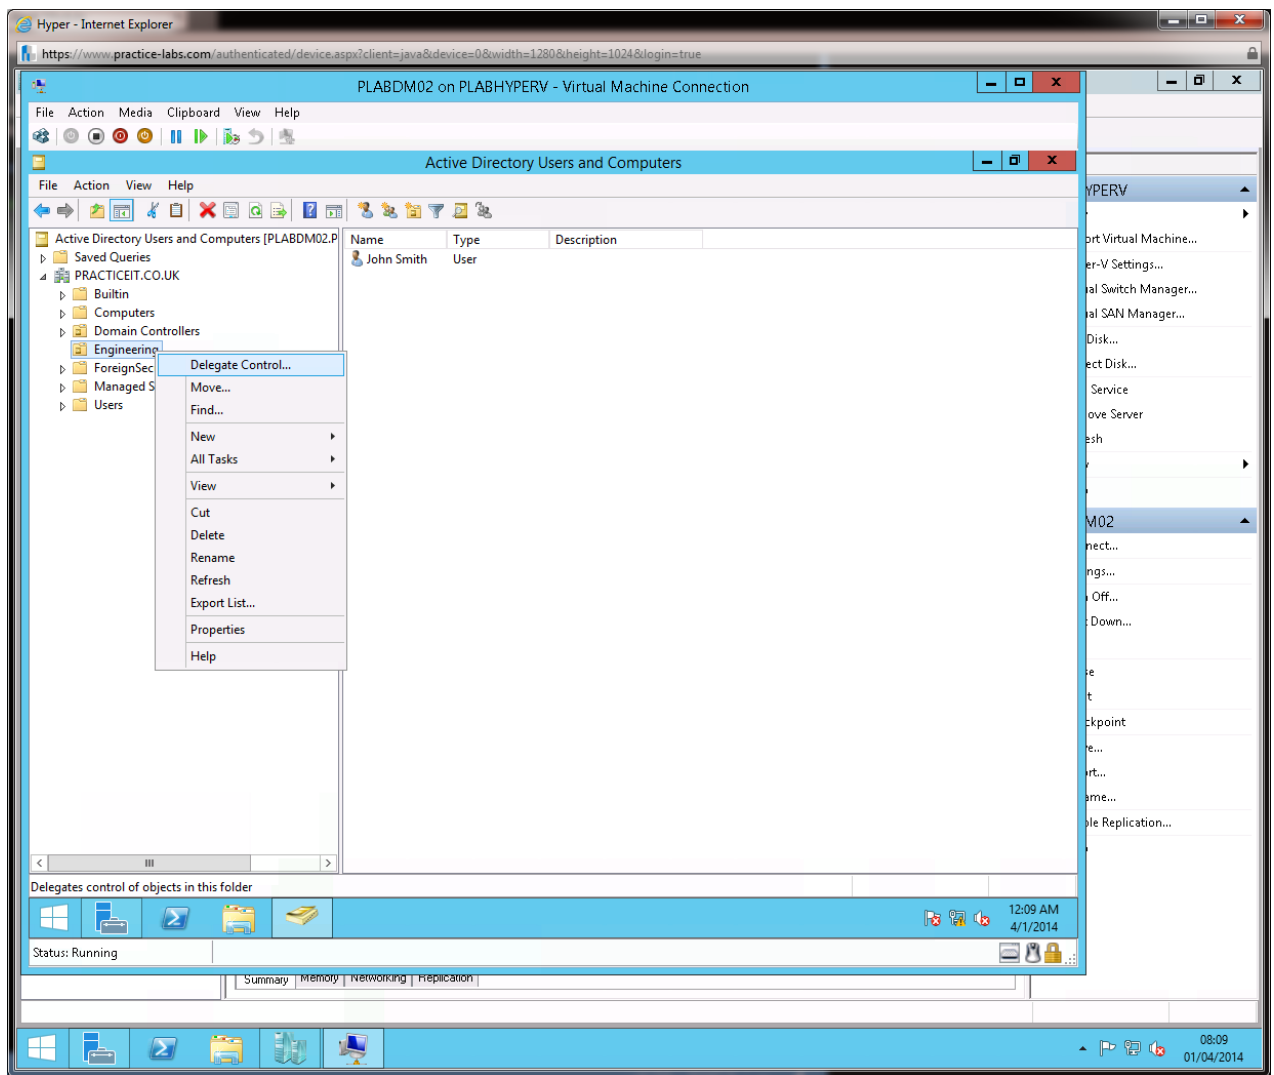 Hyper - Internet Explorer
https://www.practice-labs.com/authenticated/device.aspx?client=java&device=0&width=1280&height=1024&login=true
PLABDM02 on PLABHYPERV - Virtual Machine Connection
File Action Media Clipboard View Help
Active Directory Users and Computers
File Action View Help
Active Directory Users and Computers [PLABDM02.P
Saved Queries
PRACTICEIT.CO.UK
Builtin
Computers
Domain Controllers
Engineering
ForeignSec
Managed S
Users
Name Type Description
John Smith User
Delegate Control...
Move...
Find...
New
All Tasks
View
Cut
Delete
Rename
Refresh
Export List...
Properties
Help
YPERV
ort Virtual Machine...
er-V Settings...
ual Switch Manager...
ual SAN Manager...
Disk...
ect Disk...
Service
ove Server
esh
M02
nect...
ngs...
Off...
Down...
e
t
ckpoint
e...
rt...
ame...
ble Replication...
Delegates control of objects in this folder
12:09 AM
4/1/2014
Status: Running
Summary Memory Networking Replication
08:09
01/04/2014